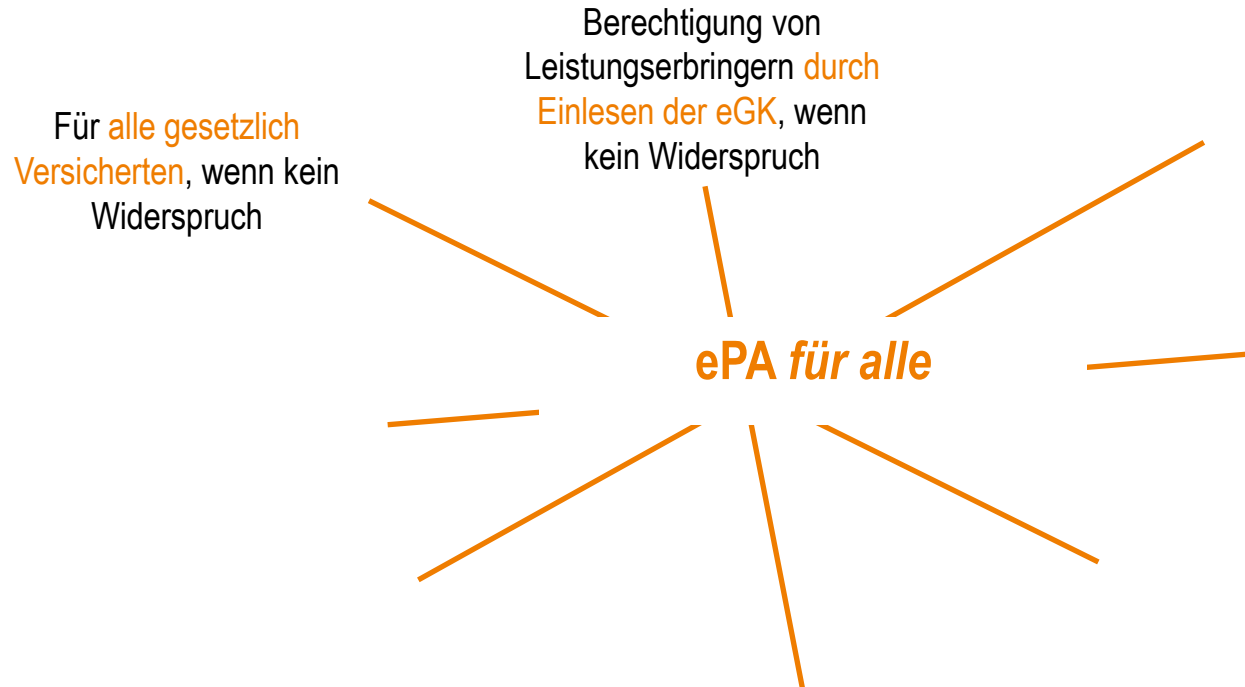 Berechtigung von
Leistungserbringern durch
Einlesen der eGK, wenn
kein Widerspruch
Für alle gesetzlich
Versicherten, wenn kein
Widerspruch
ePA für alle